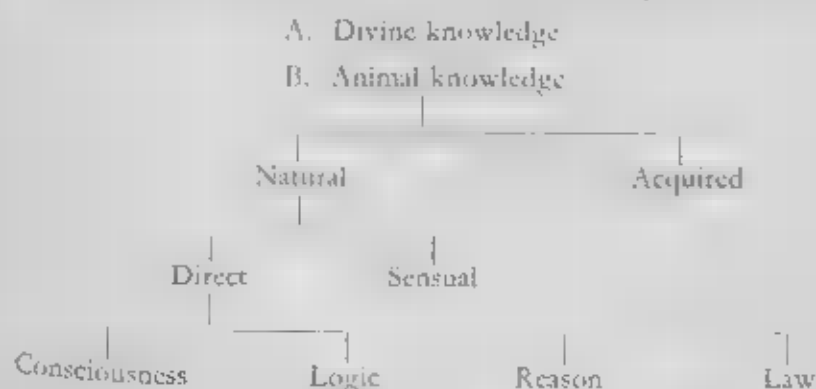 A. Divine knowledge
B. Animal knowledge
Natural Acquired
Direct Sensual
Consciousness Logic Reason Law